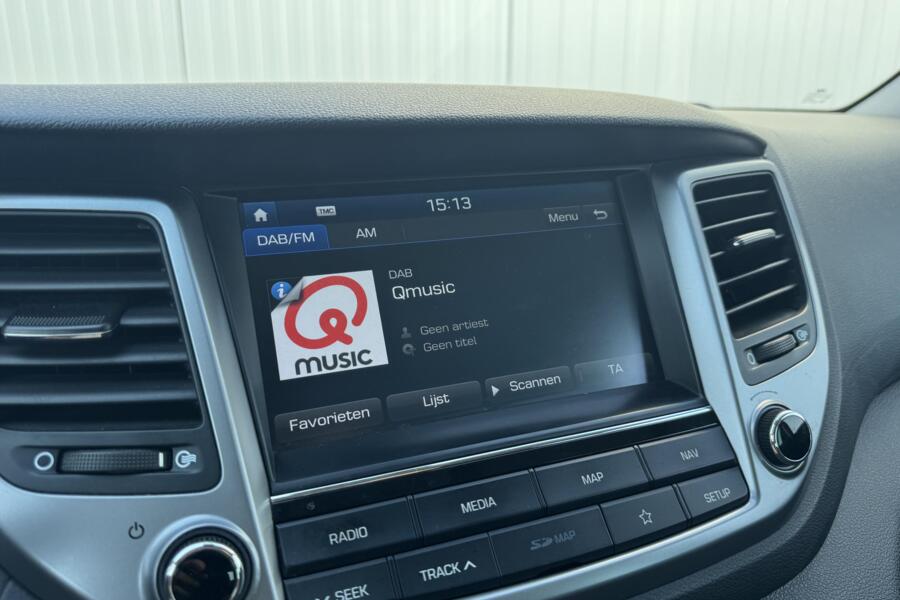 TMC
15:13
Menu
DAB/FM
AM
DAB
Qmusic
i
Q
MUSIC
Geen artiest
Geen titel
Favorieten
Lijst
Scannen
TA
RADIO
MEDIA
MAP
NAV
SEEK
TRACK
SD MAP
SETUP